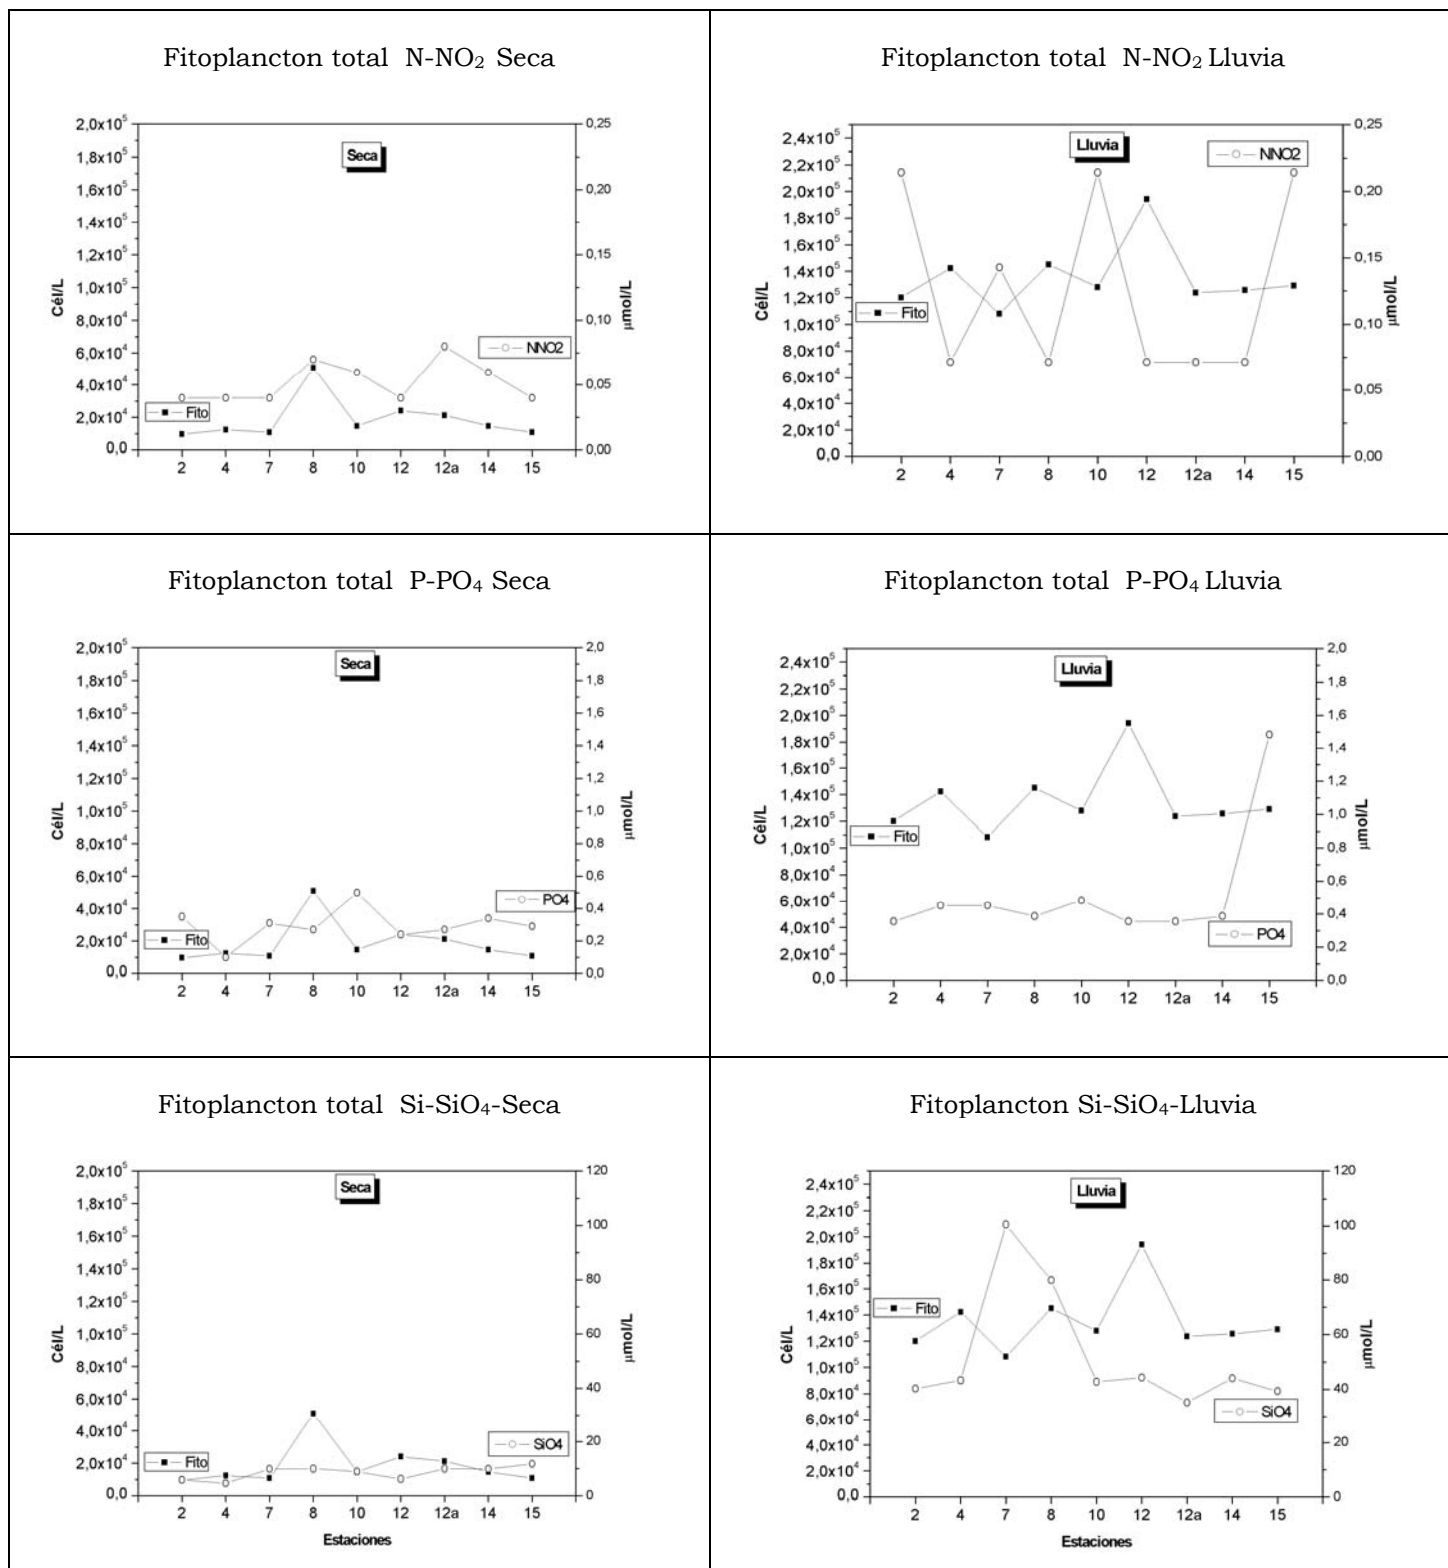 Fitoplancton total N-NO₂ Seca
2,0x10⁵
1,8x10⁵
1,6x10⁵
1,4x10⁵
1,2x10⁵
1,0x10⁵
8,0x10⁴
6,0x10⁴
4,0x10⁴
2,0x10⁴
0,0
Cél/L
Seca
NNO2
Fito
0,25
0,20
0,15
0,10
0,05
0,00
µmol/L
2 4 7 8 10 12 12a 14 15
Fitoplancton total N-NO₂ Lluvia
2,4x10⁵
2,2x10⁵
2,0x10⁵
1,8x10⁵
1,6x10⁵
1,4x10⁵
1,2x10⁵
1,0x10⁵
8,0x10⁴
6,0x10⁴
4,0x10⁴
2,0x10⁴
0,0
Cél/L
Lluvia
NNO2
Fito
0,25
0,20
0,15
0,10
0,05
0,00
µmol/L
2 4 7 8 10 12 12a 14 15
Fitoplancton total P-PO₄ Seca
2,0x10⁵
1,8x10⁵
1,6x10⁵
1,4x10⁵
1,2x10⁵
1,0x10⁵
8,0x10⁴
6,0x10⁴
4,0x10⁴
2,0x10⁴
0,0
Cél/L
Seca
PO4
Fito
2,0
1,8
1,6
1,4
1,2
1,0
0,8
0,6
0,4
0,2
0,0
µmol/L
2 4 7 8 10 12 12a 14 15
Fitoplancton total P-PO₄ Lluvia
2,4x10⁵
2,2x10⁵
2,0x10⁵
1,8x10⁵
1,6x10⁵
1,4x10⁵
1,2x10⁵
1,0x10⁵
8,0x10⁴
6,0x10⁴
4,0x10⁴
2,0x10⁴
0,0
Cél/L
Lluvia
Fito
PO4
2,0
1,8
1,6
1,4
1,2
1,0
0,8
0,6
0,4
0,2
0,0
µmol/L
2 4 7 8 10 12 12a 14 15
Fitoplancton total Si-SiO₄-Seca
2,0x10⁵
1,8x10⁵
1,6x10⁵
1,4x10⁵
1,2x10⁵
1,0x10⁵
8,0x10⁴
6,0x10⁴
4,0x10⁴
2,0x10⁴
0,0
Cél/L
Seca
SiO4
Fito
120
100
80
60
40
20
0
µmol/L
2 4 7 8 10 12 12a 14 15
Estaciones
Fitoplancton Si-SiO₄-Lluvia
2,4x10⁵
2,2x10⁵
2,0x10⁵
1,8x10⁵
1,6x10⁵
1,4x10⁵
1,2x10⁵
1,0x10⁵
8,0x10⁴
6,0x10⁴
4,0x10⁴
2,0x10⁴
0,0
Cél/L
Lluvia
Fito
SiO4
120
100
80
60
40
20
0
µmol/L
2 4 7 8 10 12 12a 14 15
Estaciones